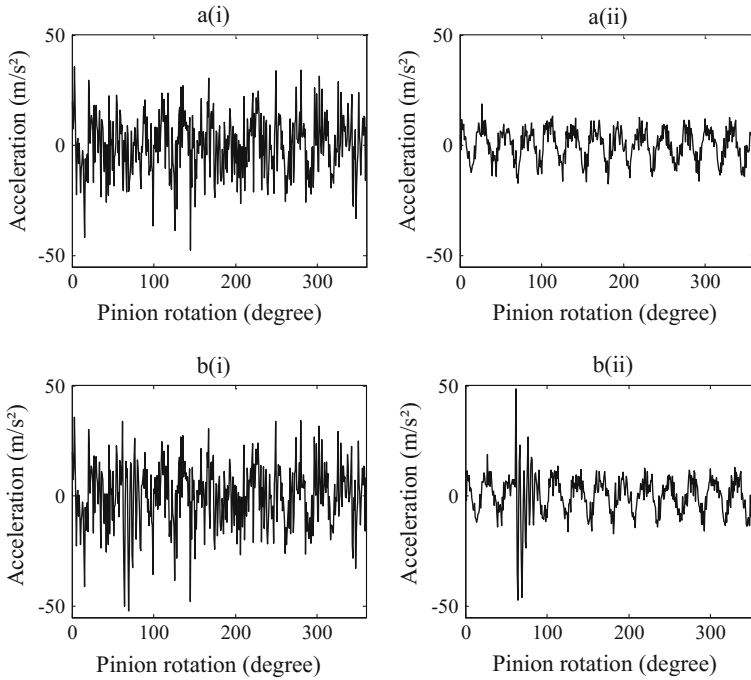 a(i)
Acceleration (m/s²)
50
0
-50
0 100 200 300
Pinion rotation (degree)
a(ii)
Acceleration (m/s²)
50
0
-50
0 100 200 300
Pinion rotation (degree)
b(i)
Acceleration (m/s²)
50
0
-50
0 100 200 300
Pinion rotation (degree)
b(ii)
Acceleration (m/s²)
50
0
-50
0 100 200 300
Pinion rotation (degree)